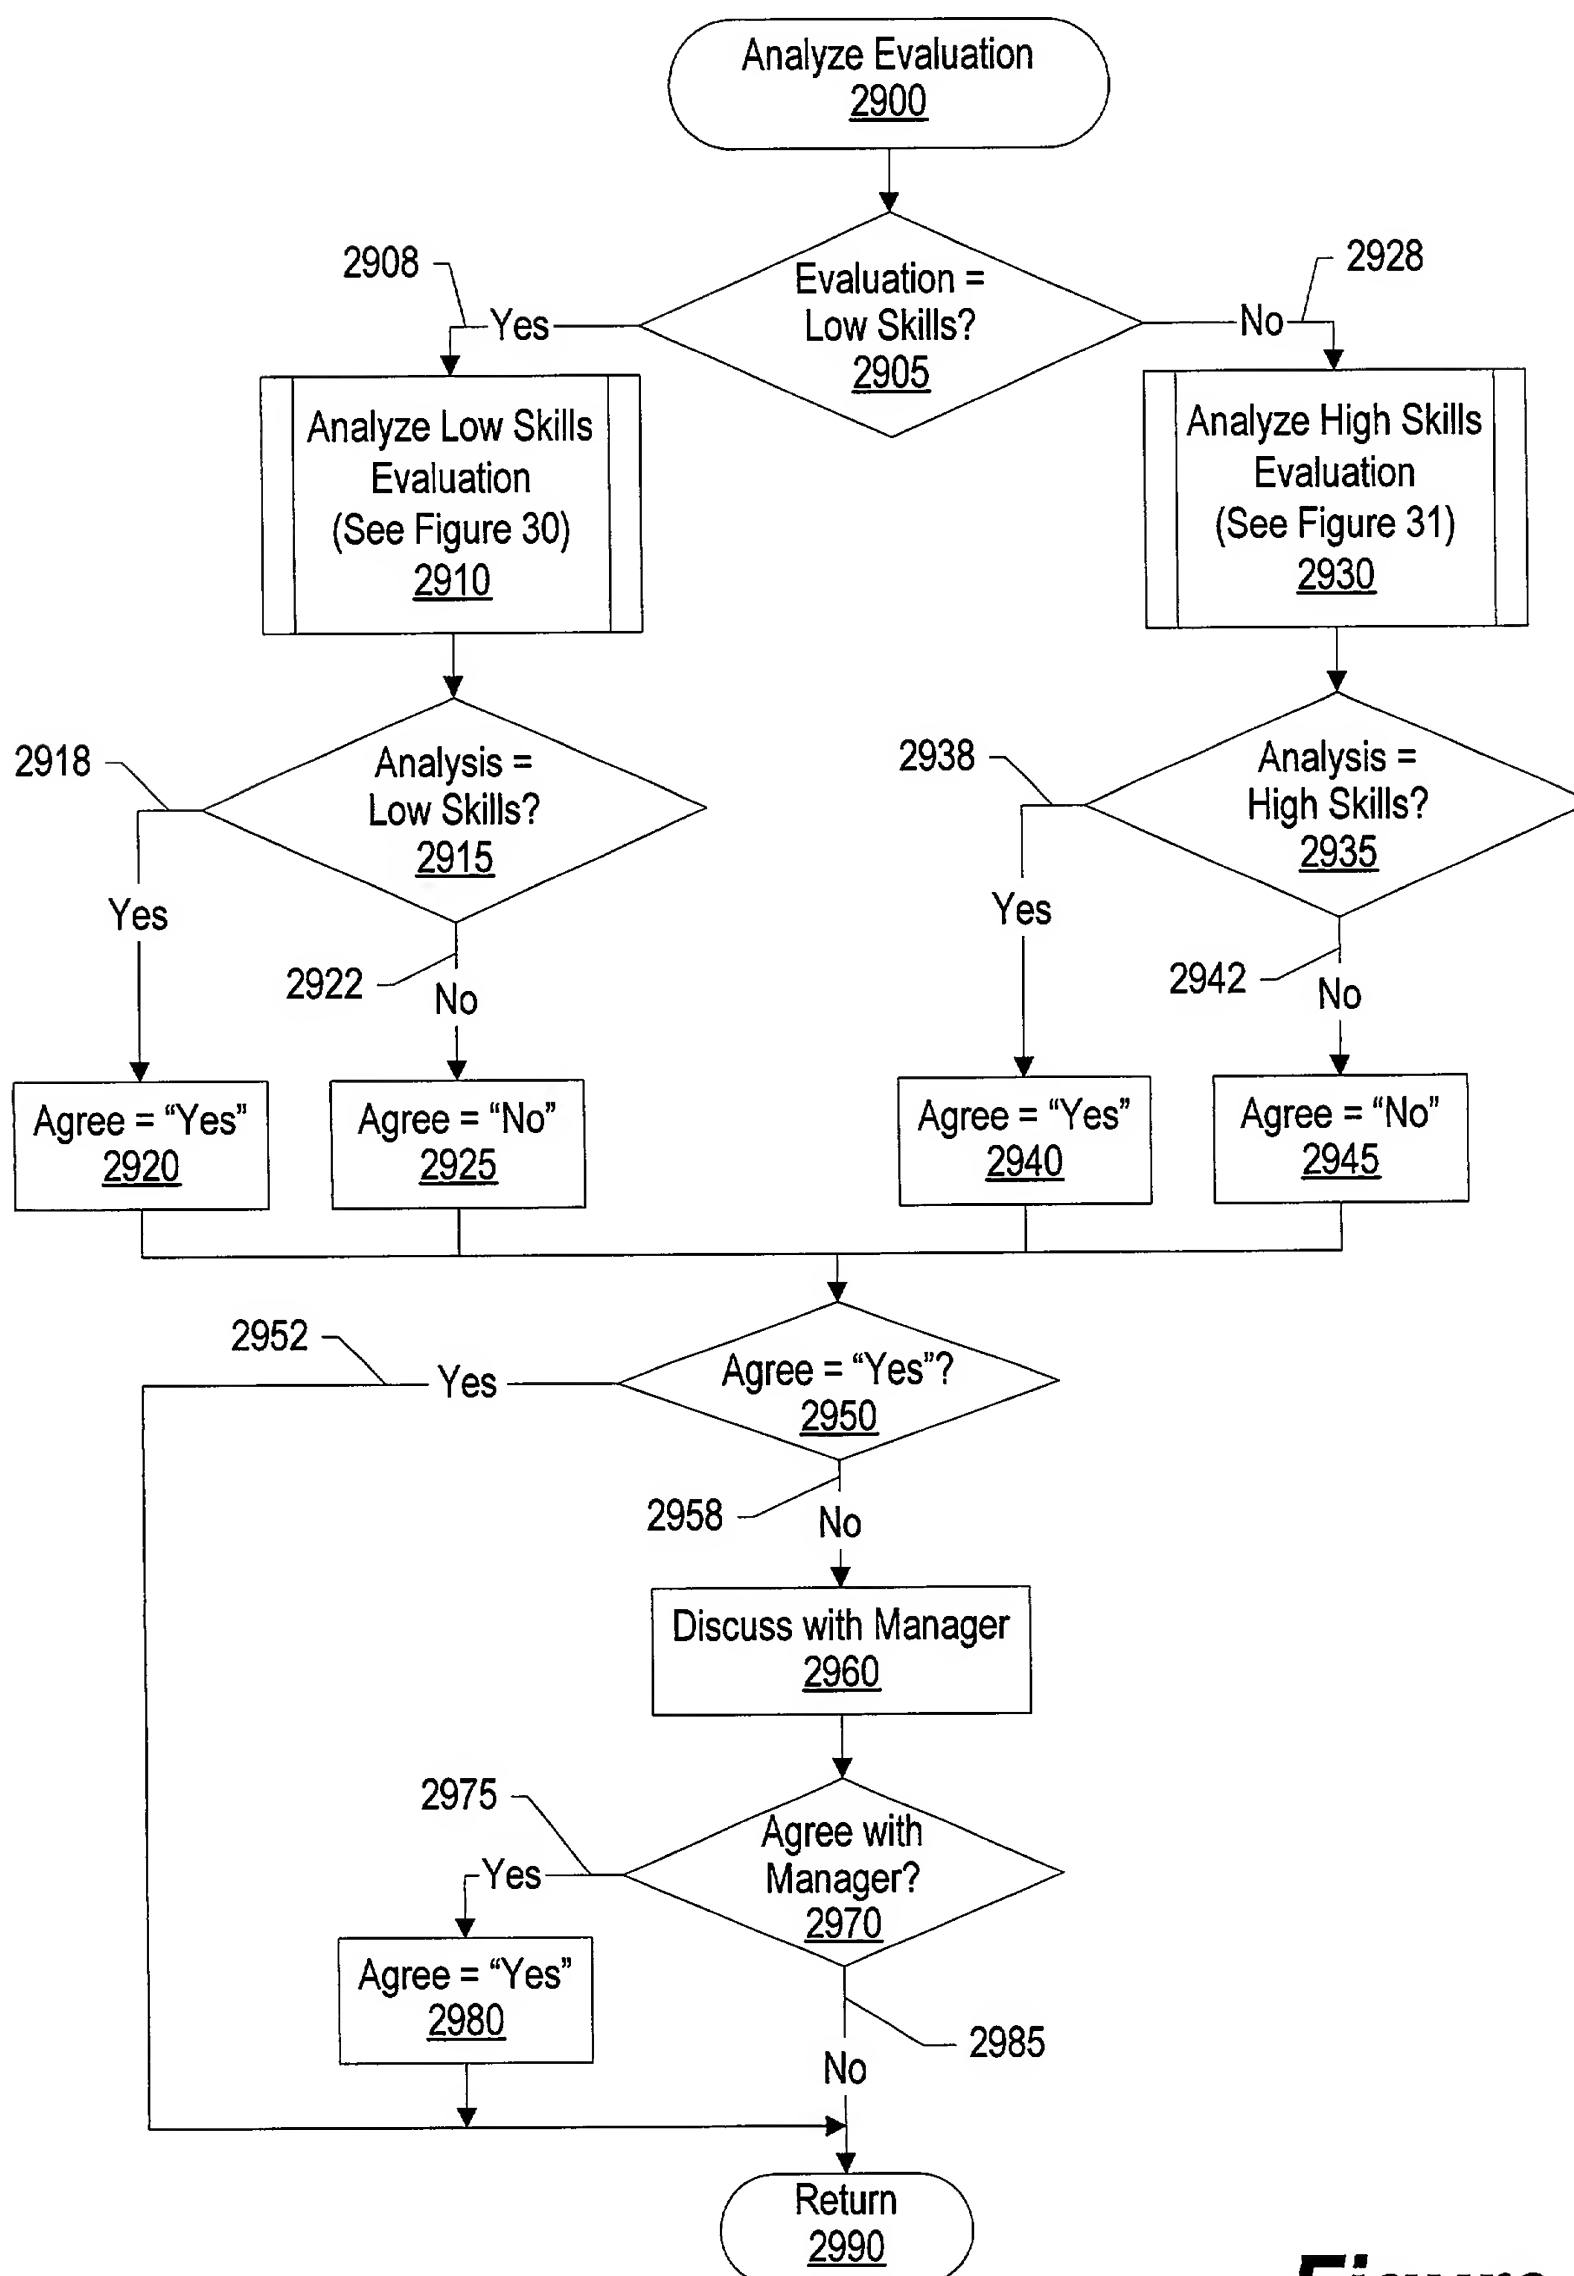 Analyze Evaluation
2900
2908
2928
Evaluation =
Low Skills?
2905
Yes
No
Analyze Low Skills
Evaluation
(See Figure 30)
2910
Analyze High Skills
Evaluation
(See Figure 31)
2930
2918
Analysis =
Low Skills?
2915
2938
Analysis =
High Skills?
2935
Yes
2922
No
Yes
2942
No
Agree = “Yes”
2920
Agree = “No”
2925
Agree = “Yes”
2940
Agree = “No”
2945
2952
Yes
Agree = “Yes”?
2950
2958
No
Discuss with Manager
2960
2975
Yes
Agree with
Manager?
2970
Agree = “Yes”
2980
2985
No
Return
2990
Figure